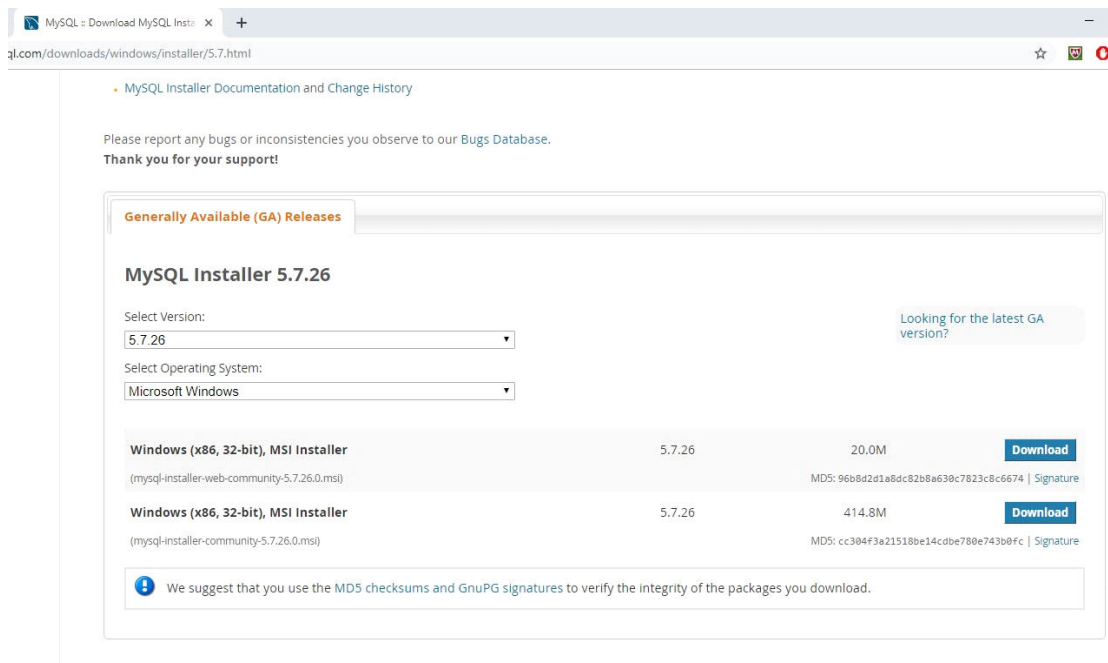 MySQL :: Download MySQL Insta
ql.com/downloads/windows/installer/5.7.html
MySQL Installer Documentation and Change History
Please report any bugs or inconsistencies you observe to our Bugs Database.
Thank you for your support!
Generally Available (GA) Releases
MySQL Installer 5.7.26
Select Version:
5.7.26
Looking for the latest GA
version?
Select Operating System:
Microsoft Windows
Windows (x86, 32-bit), MSI Installer 5.7.26 20.0M Download
(mysql-installer-web-community-5.7.26.0.msi) MD5: 96b8d2d1a8dc82b8a630c7823c8c6674 | Signature
Windows (x86, 32-bit), MSI Installer 5.7.26 414.8M Download
(mysql-installer-community-5.7.26.0.msi) MD5: cc304f3a21518be14cdbe780e743b0fc | Signature
We suggest that you use the MD5 checksums and GnuPG signatures to verify the integrity of the packages you download.